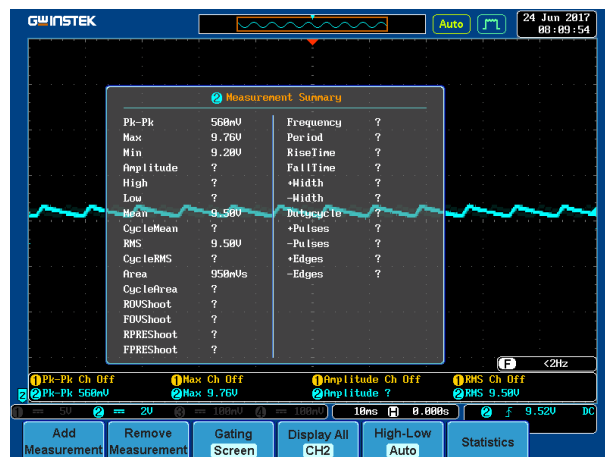 GWINSTEK
Auto
24 Jun 2017
08:09:54
2 Measurement Summary
Pk-Pk 560mV Frequency ?
Max 9.76V Period ?
Min 9.20V RiseTime ?
Amplitude ? FallTime ?
High ? +Width ?
Low ? -Width ?
Mean 9.50V Dutycycle ?
CycleMean ? +Pulses ?
RMS 9.50V -Pulses ?
CycleRMS ? +Edges ?
Area 950mVs -Edges ?
CycleArea ?
ROVShoot ?
FOVShoot ?
RPREShoot ?
FPREShoot ?
F <2Hz
1 Pk-Pk Ch Off 1 Max Ch Off 1 Amplitude Ch Off 1 RMS Ch Off
2 Pk-Pk 560mV 2 Max 9.76V 2 Amplitude ? 2 RMS 9.50V
1 5V 2 2V 3 100mV 4 100mV 10ms H 0.000s 2 9.52V DC
Add Measurement
Remove Measurement
Gating
Screen
Display All
CH2
High-Low
Auto
Statistics